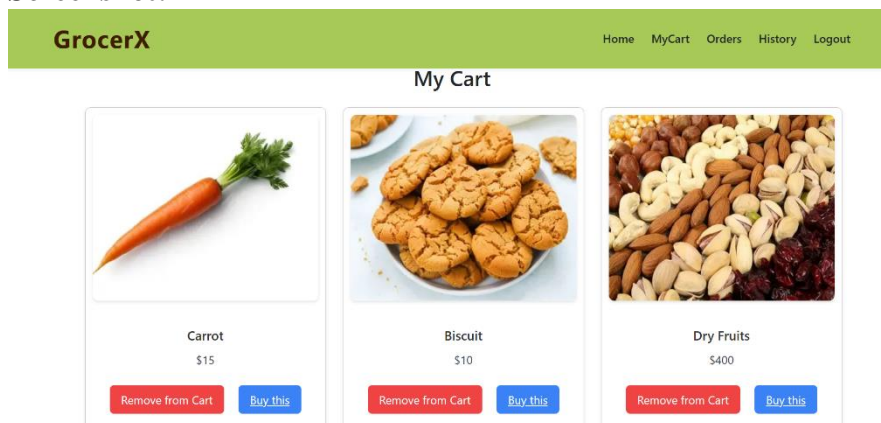 GrocerX
Home MyCart Orders History Logout
My Cart
Carrot
$15
Remove from Cart Buy this
Biscuit
$10
Remove from Cart Buy this
Dry Fruits
$400
Remove from Cart Buy this